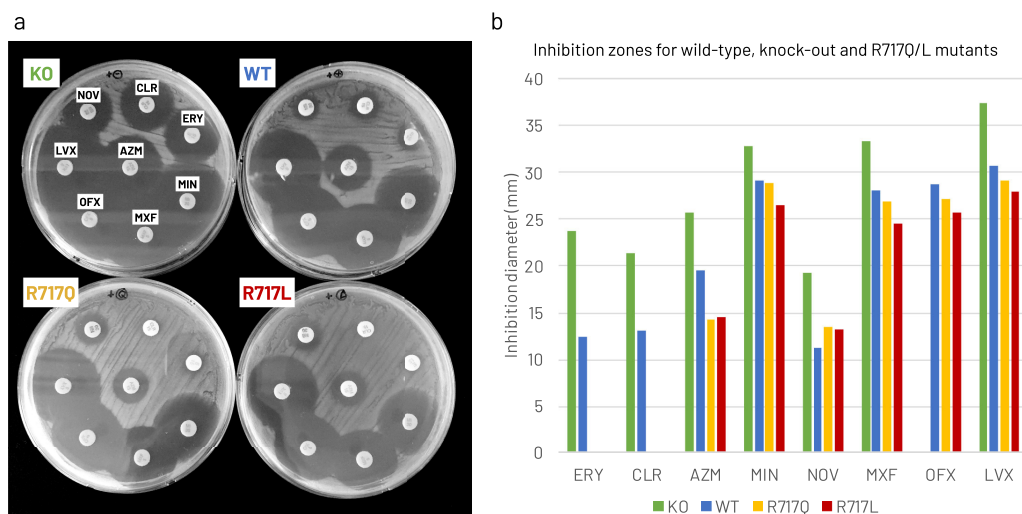 a
KO
NOV
CLR
ERY
LVX
AZM
MIN
OFX
MXF
WT
R717Q
R717L
b
Inhibition zones for wild-type, knock-out and R717Q/L mutants
Inhibition diameter (mm)
40
35
30
25
20
15
10
5
0
ERY CLR AZM MIN NOV MXF OFX LVX
KO WT R717Q R717L